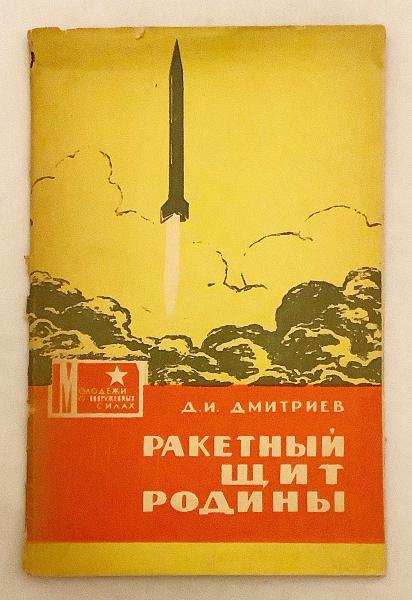 МОЛОДЕЖИ
О ВООРУЖЕННЫХ
СИЛАХ
Д.И. ДМИТРИЕВ
РАКЕТНЫЙ
ЩИТ
РОДИНЫ